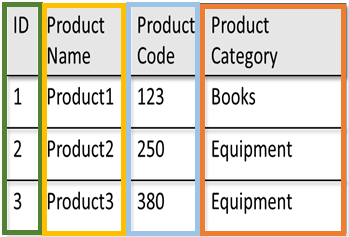 ID Product Name Product Code Product Category
1 Product1 123 Books
2 Product2 250 Equipment
3 Product3 380 Equipment